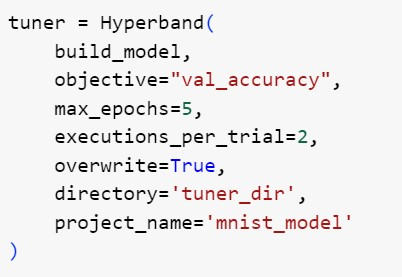 tuner = Hyperband(
    build_model,
    objective="val_accuracy",
    max_epochs=5,
    executions_per_trial=2,
    overwrite=True,
    directory='tuner_dir',
    project_name='mnist_model'
)